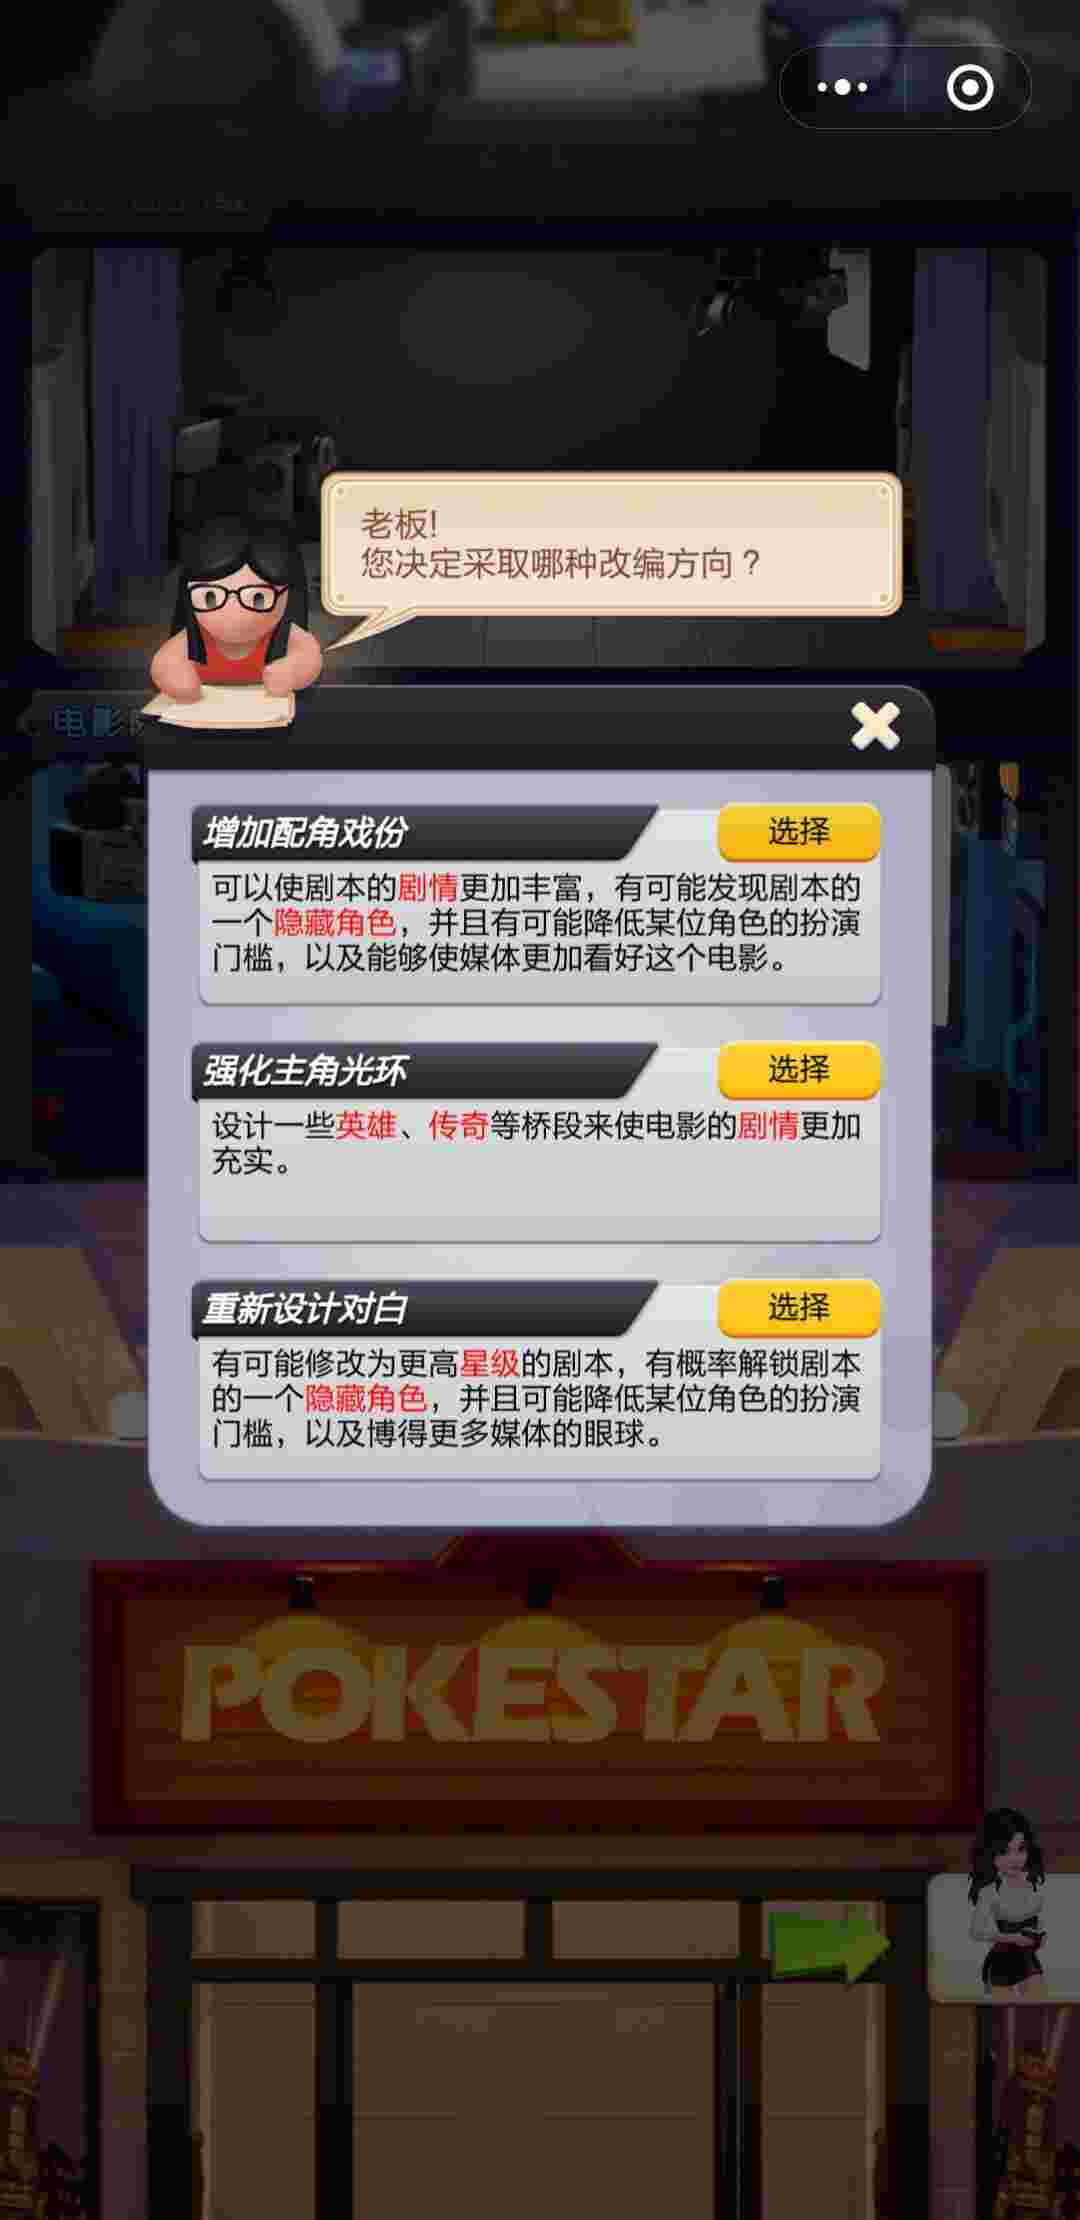 老板!
您决定采取哪种改编方向？
电影
增加配角戏份
选择
可以使剧本的剧情更加丰富，有可能发现剧本的
一个隐藏角色，并且有可能降低某位角色的扮演
门槛，以及能够使媒体更加看好这个电影。
强化主角光环
选择
设计一些英雄、传奇等桥段来使电影的剧情更加
充实。
重新设计对白
选择
有可能修改为更高星级的剧本，有概率解锁剧本
的一个隐藏角色，并且可能降低某位角色的扮演
门槛，以及博得更多媒体的眼球。
POKESTAR